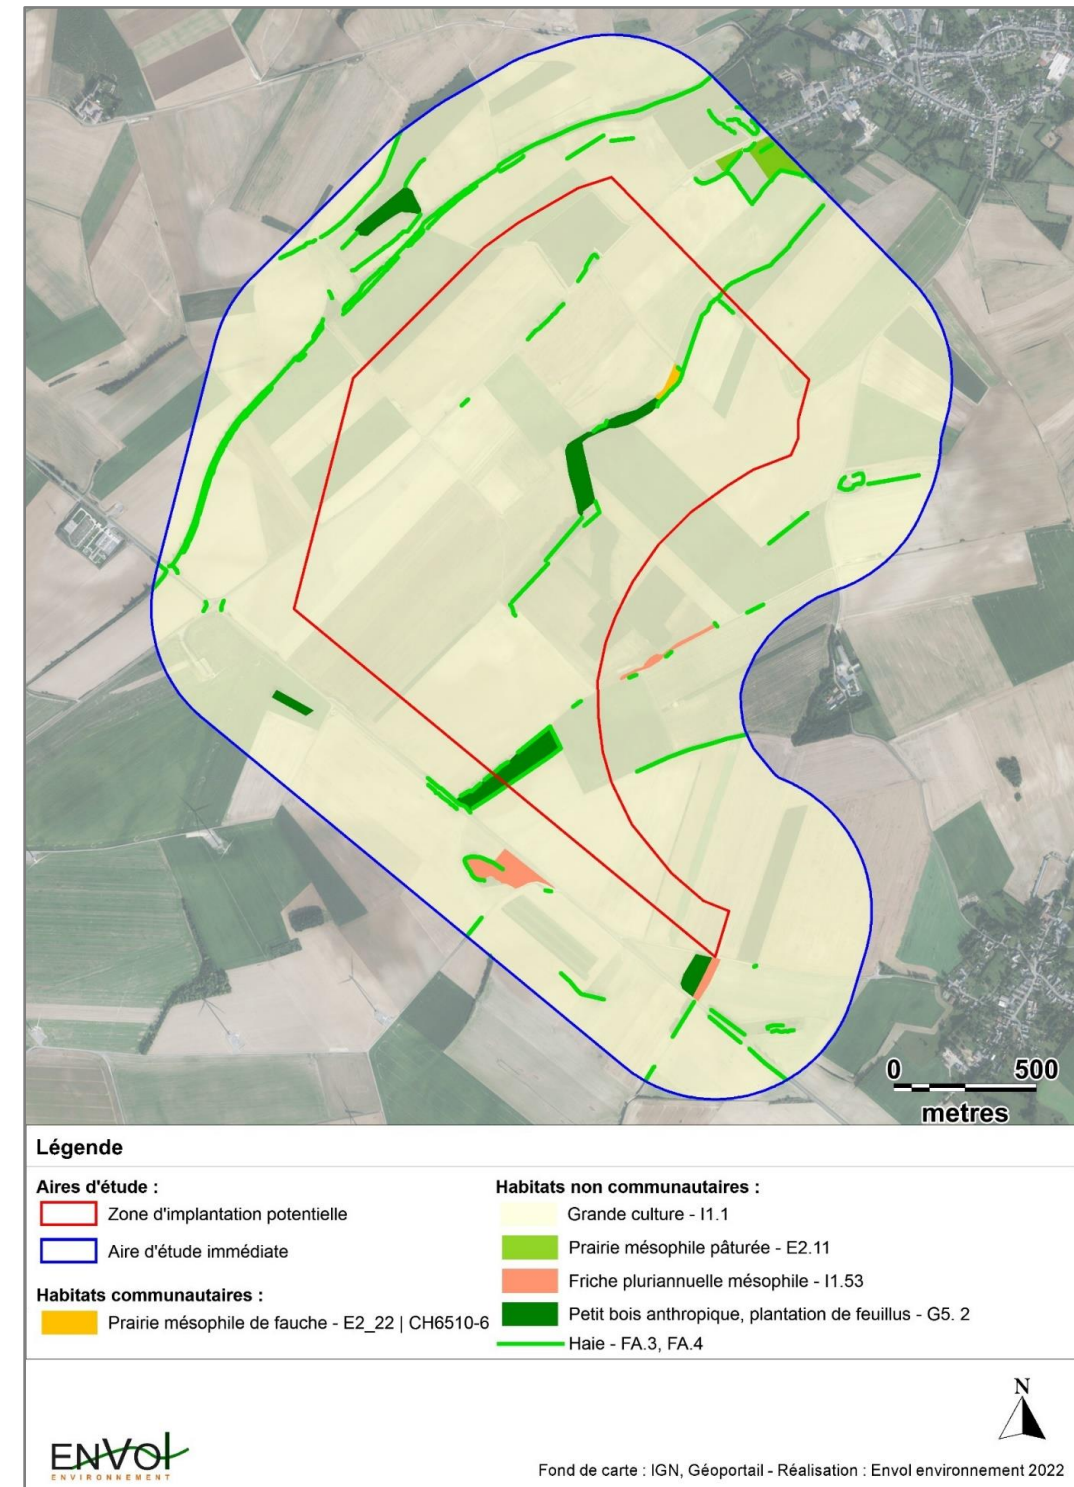 0 500
metres
Légende
Aires d'étude :
Zone d'implantation potentielle
Aire d'étude immédiate
Habitats communautaires :
Prairie mésophile de fauche - E2_22 | CH6510-6
Habitats non communautaires :
Grande culture - I1.1
Prairie mésophile pâturée - E2.11
Friche pluriannuelle mésophile - I1.53
Petit bois anthropique, plantation de feuillus - G5. 2
Haie - FA.3, FA.4
N
ENVOL
ENVIRONNEMENT
Fond de carte : IGN, Géoportail - Réalisation : Envol environnement 2022